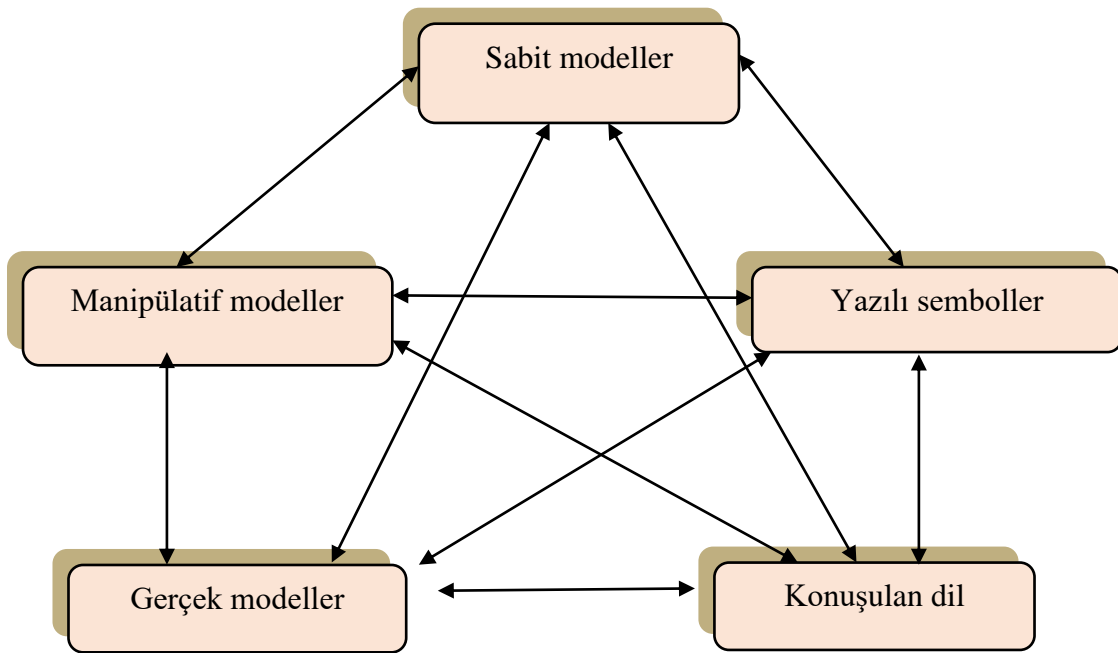 Sabit modeller
Manipülatif modeller
Yazılı semboller
Gerçek modeller
Konuşulan dil